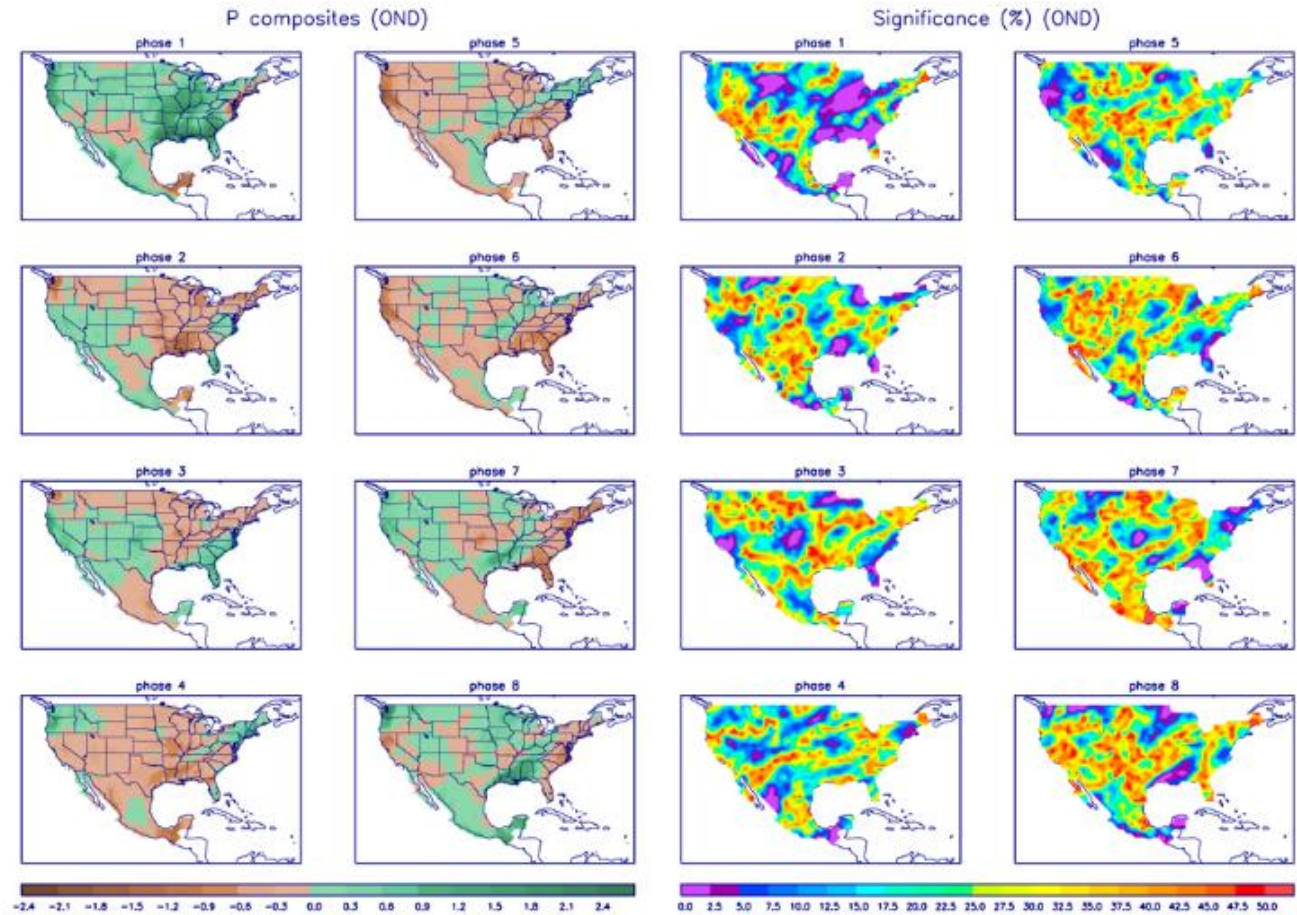 P composites (OND)
Significance (%) (OND)
phase 1
phase 5
phase 1
phase 5
phase 2
phase 6
phase 2
phase 6
phase 3
phase 7
phase 3
phase 7
phase 4
phase 8
phase 4
phase 8
−2.4 −2.1 −1.8 −1.5 −1.2 −0.9 −0.6 −0.3 0.0 0.3 0.6 0.9 1.2 1.5 1.8 2.1 2.4
0.0 2.5 5.0 7.5 10.0 12.5 15.0 17.5 20.0 22.5 25.0 27.5 30.0 32.5 35.0 37.5 40.0 42.5 45.0 47.5 50.0